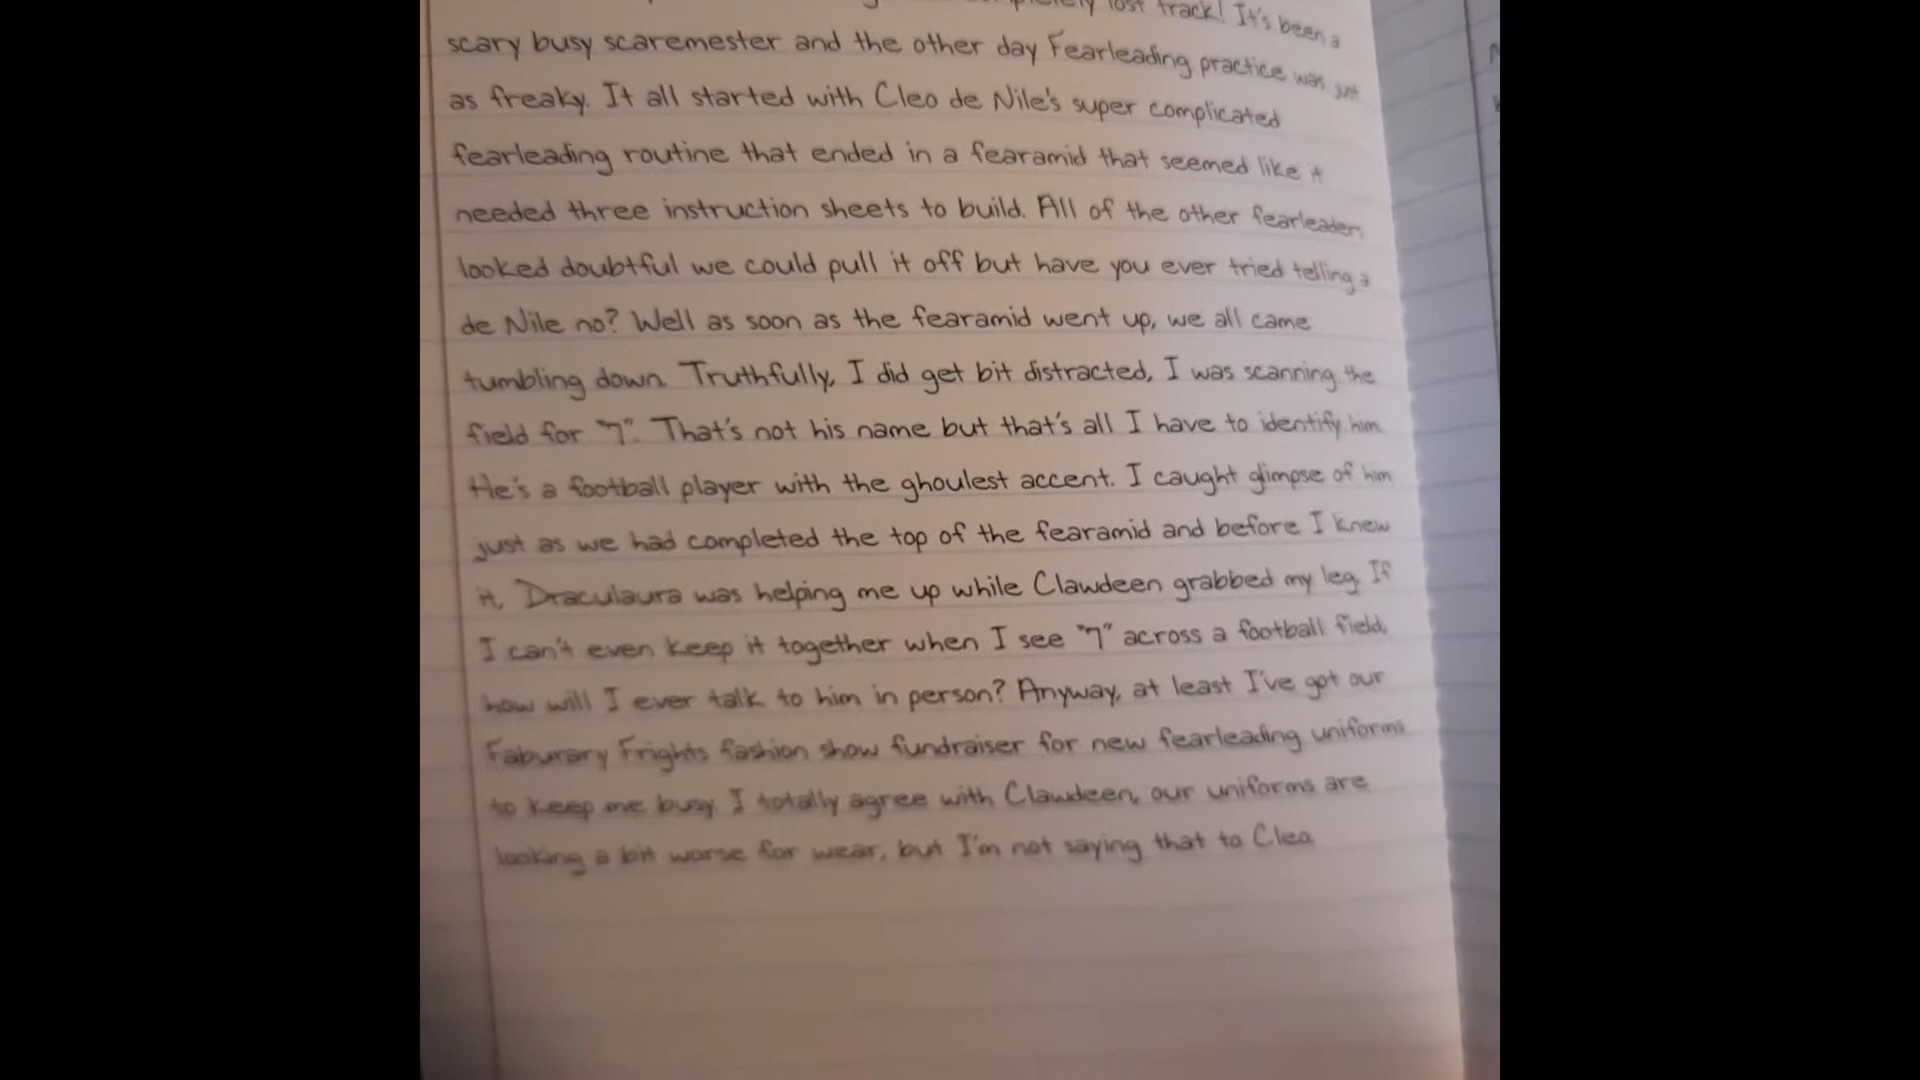 lost track! It's been a
scary busy scaremester and the other day Fearleading practice was just
as freaky. It all started with Cleo de Nile's super complicated
fearleading routine that ended in a fearamid that seemed like it
needed three instruction sheets to build. All of the other fearleaders
looked doubtful we could pull it off but have you ever tried telling a
de Nile no? Well as soon as the fearamid went up, we all came
tumbling down. Truthfully, I did get bit distracted, I was scanning the
field for "7". That's not his name but that's all I have to identify him.
He's a football player with the ghoulest accent. I caught glimpse of him
just as we had completed the top of the fearamid and before I knew
it, Draculaura was helping me up while Clawdeen grabbed my leg. If
I can't even keep it together when I see "7" across a football field,
how will I ever talk to him in person? Anyway, at least I've got our
Faburary Frights fashion show fundraiser for new fearleading uniforms
to keep me busy. I totally agree with Clawdeen, our uniforms are
looking a bit worse for wear, but I'm not saying that to Cleo.